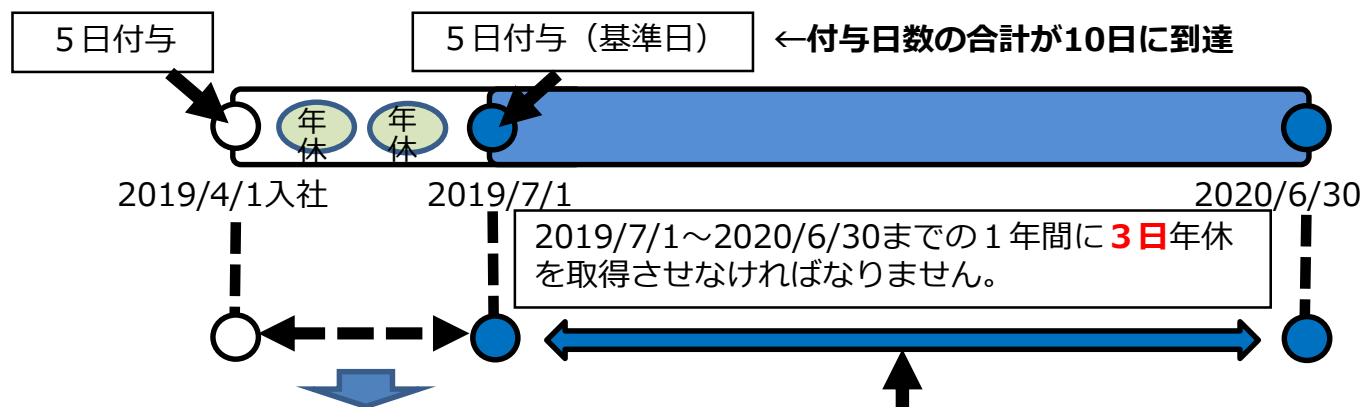 ５日付与
５日付与（基準日）
←付与日数の合計が10日に到達
年休
年休
2019/4/1入社
2019/7/1
2020/6/30
2019/7/1～2020/6/30までの１年間に３日年休
を取得させなければなりません。